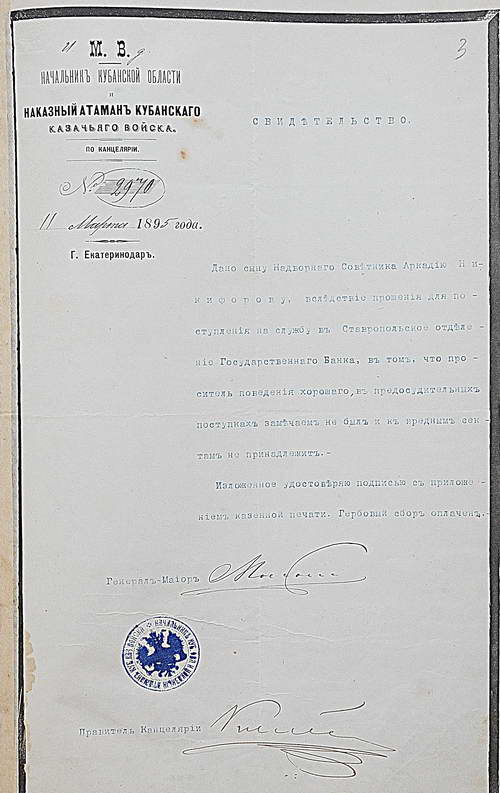 3
М. В. д.
НАЧАЛЬНИКЪ КУБАНСКОЙ ОБЛАСТИ
и
НАКАЗНЫЙ АТАМАНЪ КУБАНСКАГО
КАЗАЧЬЯГО ВОЙСКА.
ПО КАНЦЕЛЯРІИ.
№ 2970
11 Марта 1895 года.
Г. Екатеринодаръ.
СВИДѢТЕЛЬСТВО.
Дано сыну Надворнаго Совѣтника Аркадію Ни-
кифорову, вслѣдствіе прошенія для по-
ступленія на службу въ Ставропольское отдѣле-
ніе Государственнаго Банка, въ томъ, что про-
ситель поведенія хорошаго, въ предосудительныхъ
поступкахъ замѣчаемъ не былъ и къ вреднымъ сек-
тамъ не принадлежитъ.-
Изложенное удостовѣряю подписью съ приложе-
ніемъ казенной печати. Гербовый сборъ оплаченъ.-
Генералъ-Маіоръ
Правитель Канцеляріи